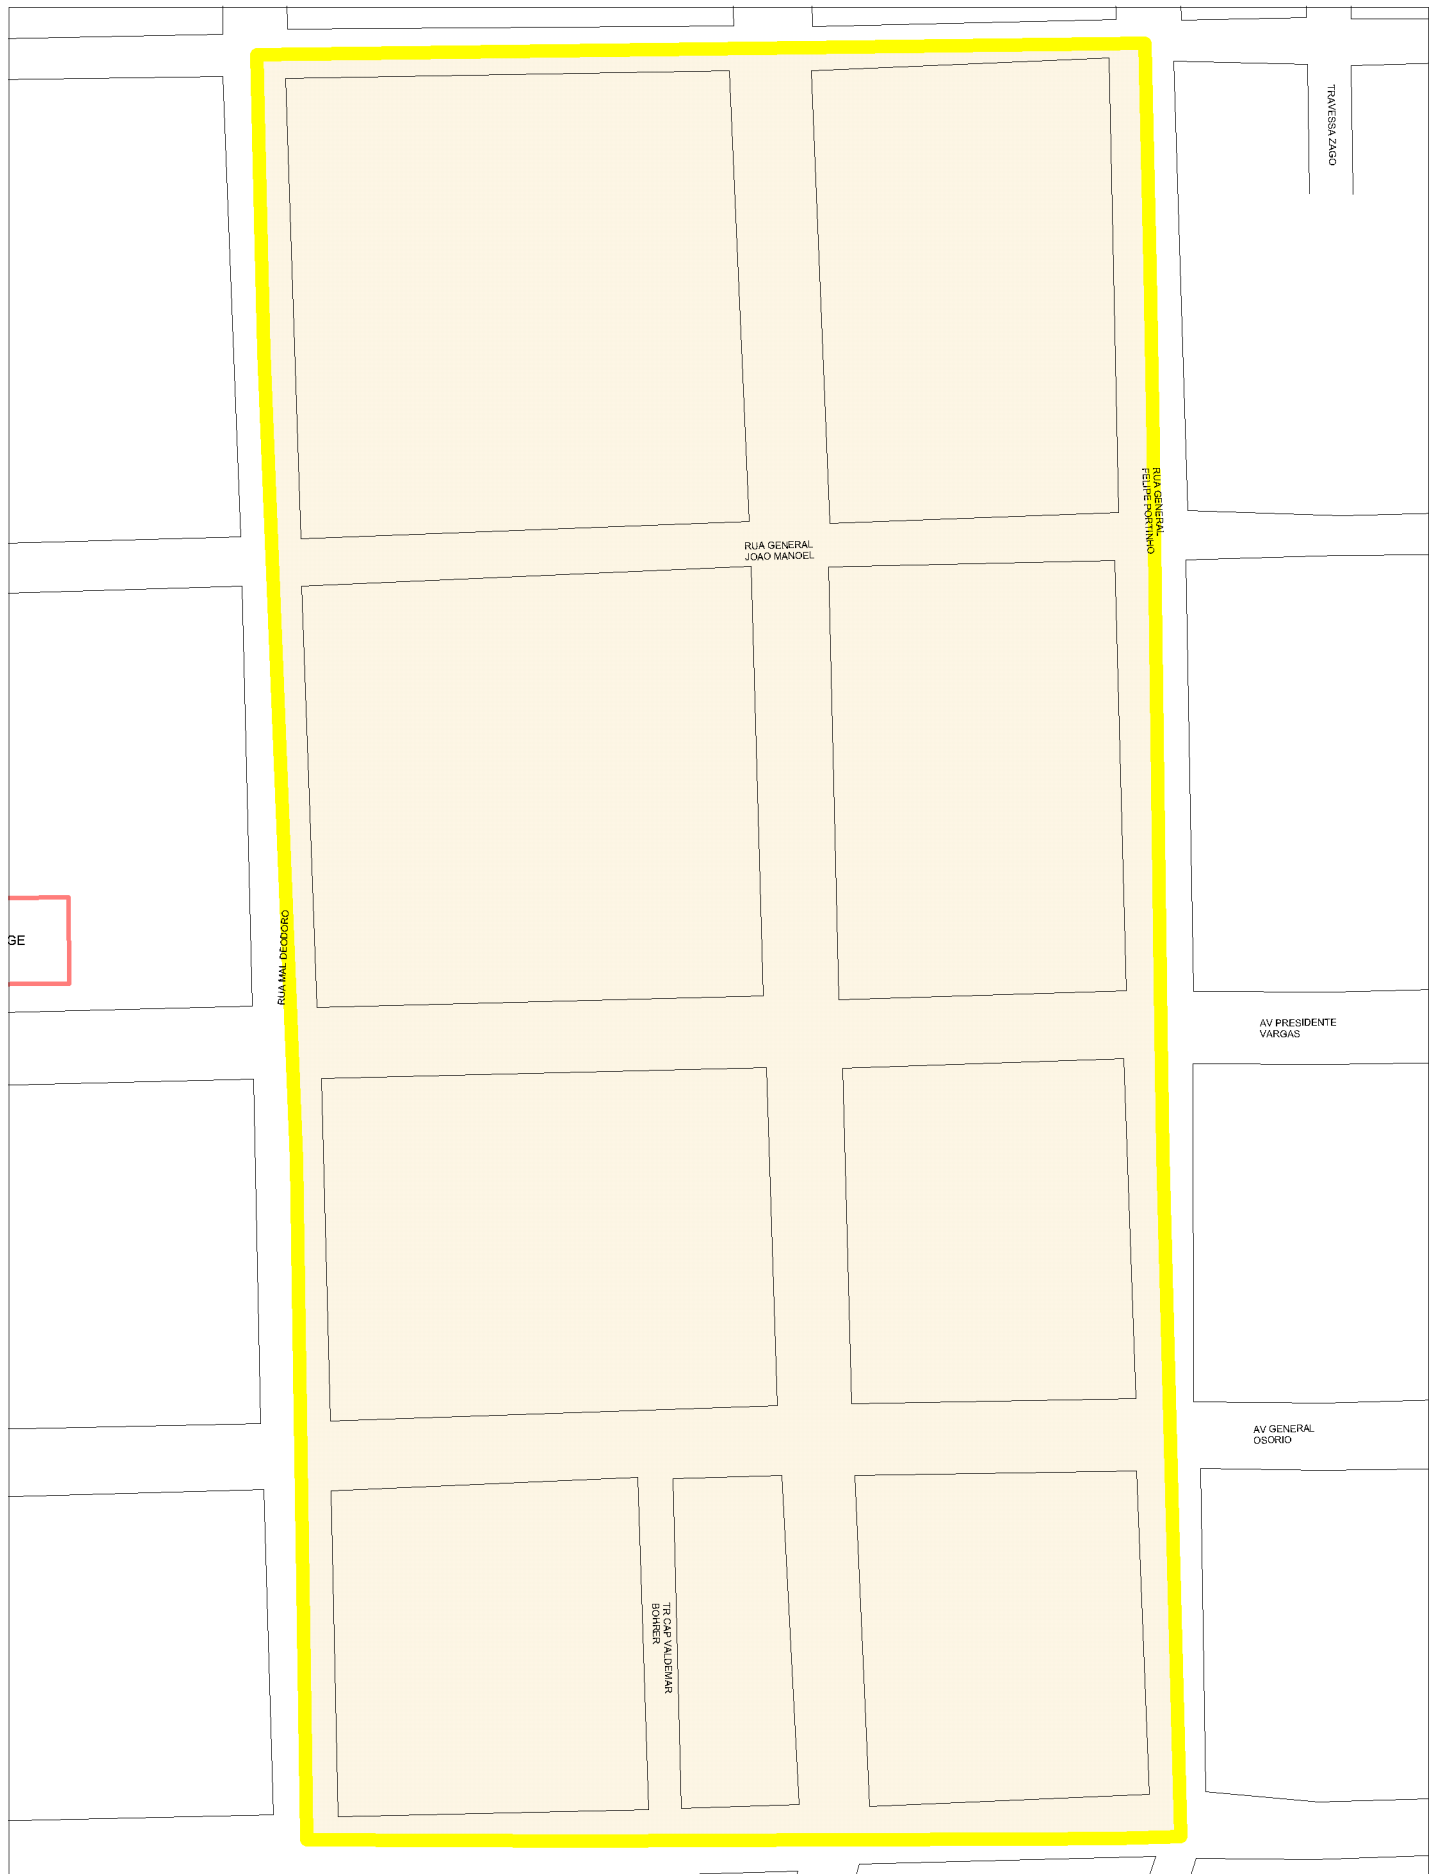 TRAVESSA ZAGO
RUA GENERAL
FELIPE PORTINHO
RUA GENERAL
JOAO MANOEL
RUA MAL DEODORO
GE
AV PRESIDENTE
VARGAS
AV GENERAL
OSORIO
TR CAP VALDEMAR
BOHRER